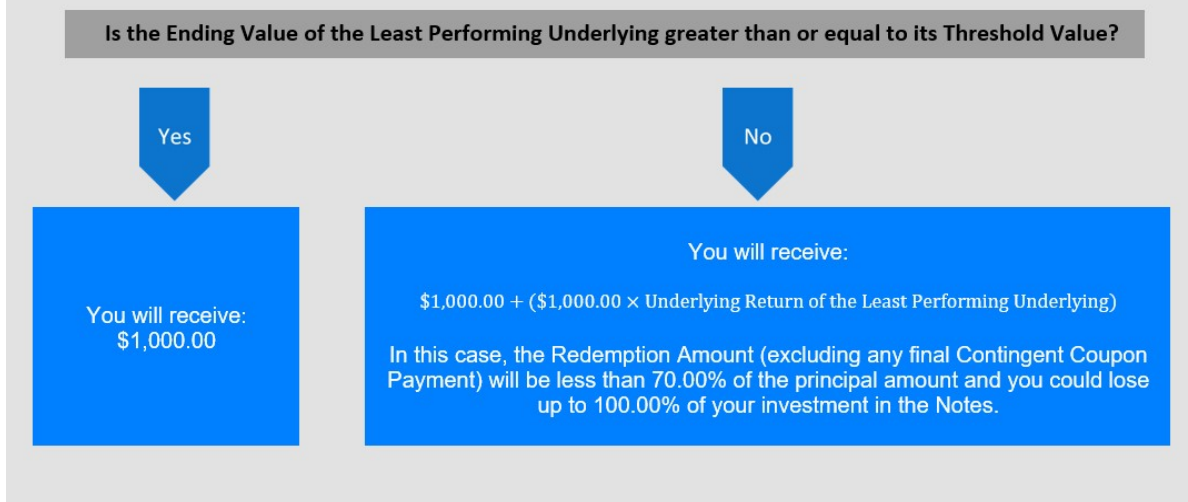 Is the Ending Value of the Least Performing Underlying greater than or equal to its Threshold Value?
Yes
No
You will receive:
$1,000.00
You will receive:
$1,000.00 + ($1,000.00 × Underlying Return of the Least Performing Underlying)
In this case, the Redemption Amount (excluding any final Contingent Coupon
Payment) will be less than 70.00% of the principal amount and you could lose
up to 100.00% of your investment in the Notes.